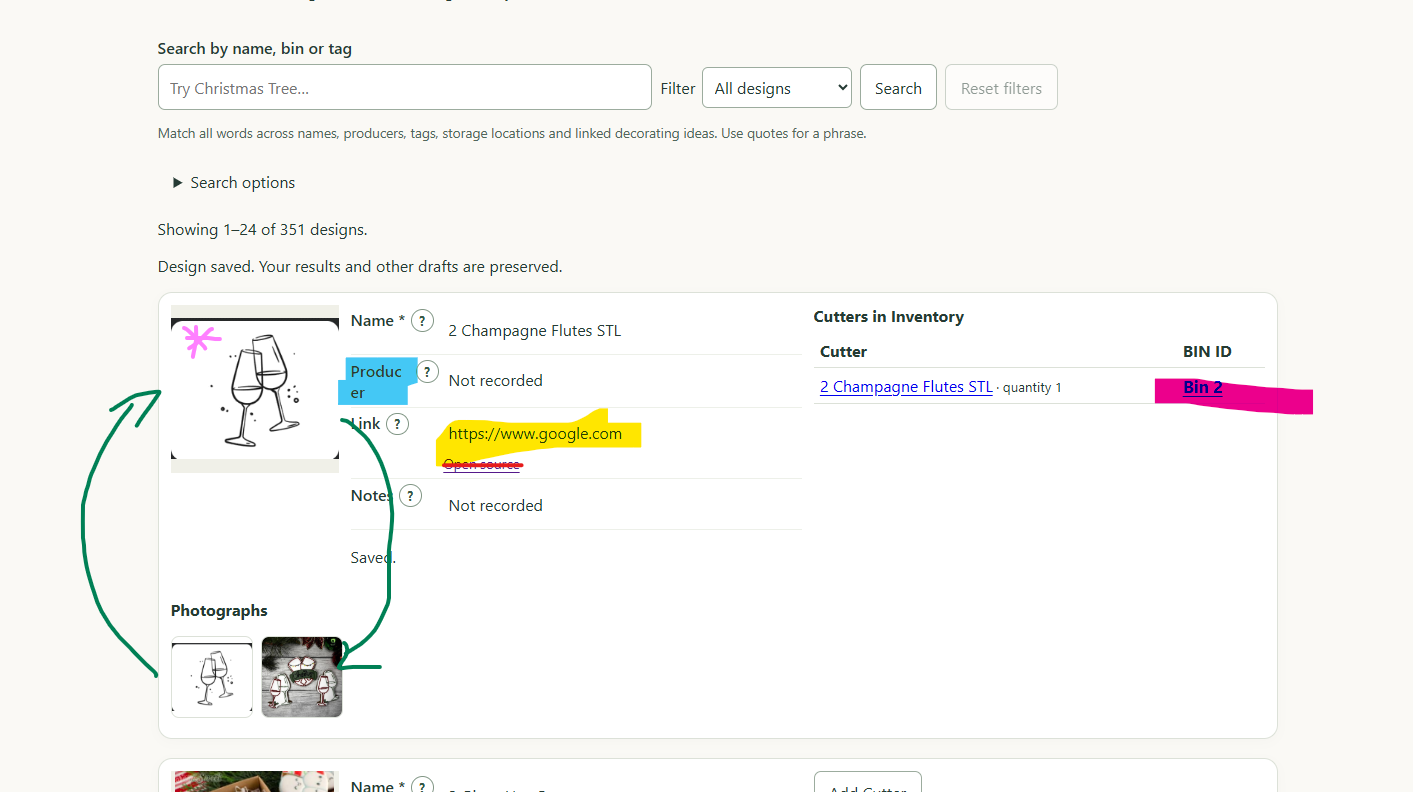 Search by name, bin or tag
Try Christmas Tree...
Filter
All designs
Search
Reset filters
Match all words across names, producers, tags, storage locations and linked decorating ideas. Use quotes for a phrase.
Search options
Showing 1–24 of 351 designs.
Design saved. Your results and other drafts are preserved.
Name * ?
2 Champagne Flutes STL
Produc
er
?
Not recorded
Link ?
https://www.google.com
Open source
Notes ?
Not recorded
Saved.
Cutters in Inventory
Cutter
BIN ID
2 Champagne Flutes STL · quantity 1
Bin 2
Photographs
Name * ?